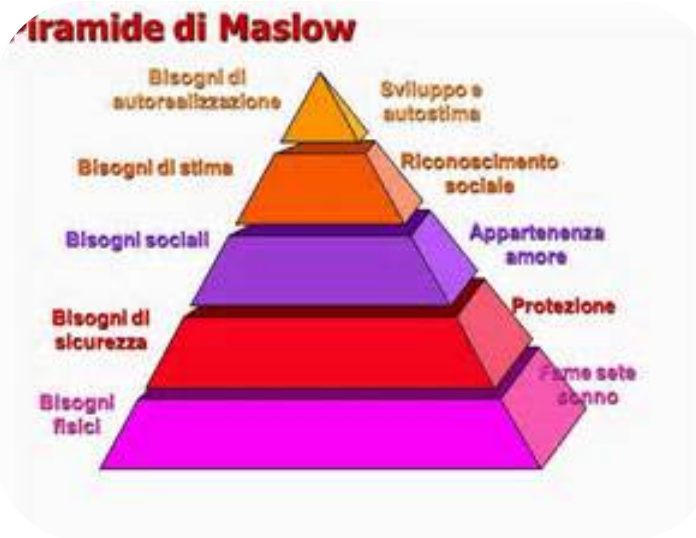 Piramide di Maslow
Bisogni di
autorealizzazione
Sviluppo e
autostima
Bisogni di stima
Riconoscimento
sociale
Bisogni sociali
Appartenenza
amore
Bisogni di
sicurezza
Protezione
Bisogni
fisici
Fame sete
sonno